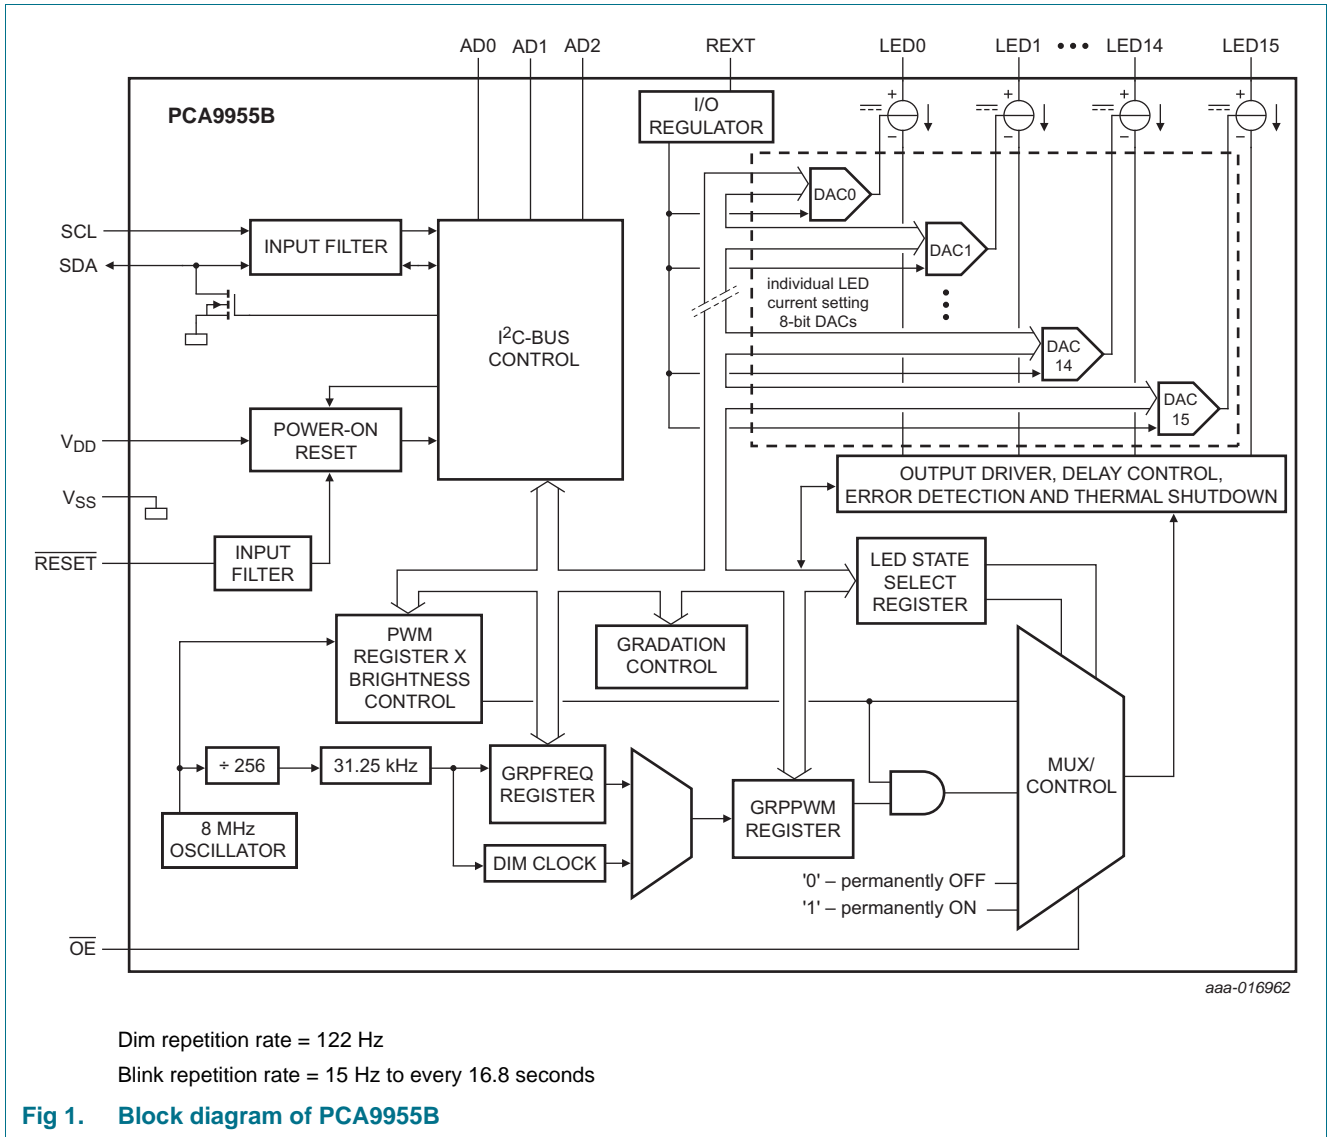 AD0 AD1 AD2 REXT LED0 LED1 ••• LED14 LED15
PCA9955B
I/O
REGULATOR
+ + + +
− − − −
DAC0
SCL
INPUT FILTER
SDA
DAC1
individual LED
current setting
8-bit DACs
I2C-BUS
CONTROL
DAC
14
DAC
15
VDD
POWER-ON
RESET
VSS
OUTPUT DRIVER, DELAY CONTROL,
ERROR DETECTION AND THERMAL SHUTDOWN
RESET
INPUT
FILTER
LED STATE
SELECT
REGISTER
PWM
REGISTER X
BRIGHTNESS
CONTROL
GRADATION
CONTROL
÷ 256
31.25 kHz
GRPFREQ
REGISTER
MUX/
CONTROL
GRPPWM
REGISTER
8 MHz
OSCILLATOR
DIM CLOCK
'0' – permanently OFF
'1' – permanently ON
OE
aaa-016962
Dim repetition rate = 122 Hz
Blink repetition rate = 15 Hz to every 16.8 seconds
Fig 1. Block diagram of PCA9955B